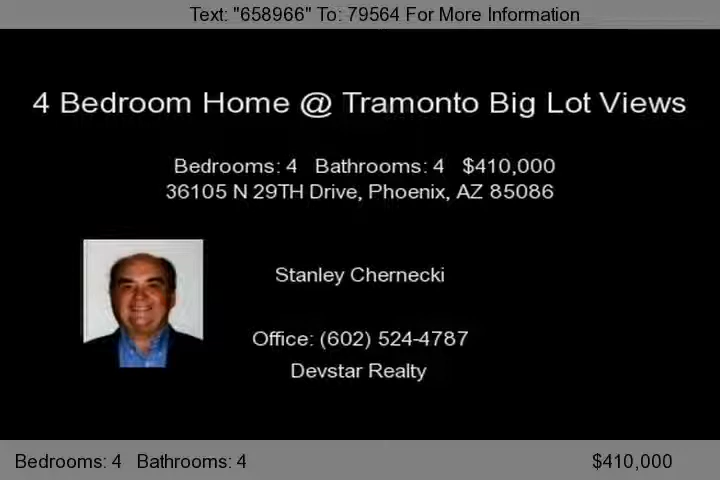 Text: "658966" To: 79564 For More Information
4 Bedroom Home @ Tramonto Big Lot Views
Bedrooms: 4 Bathrooms: 4 $410,000
36105 N 29TH Drive, Phoenix, AZ 85086
Stanley Chernecki
Office: (602) 524-4787
Devstar Realty
Bedrooms: 4 Bathrooms: 4 $410,000